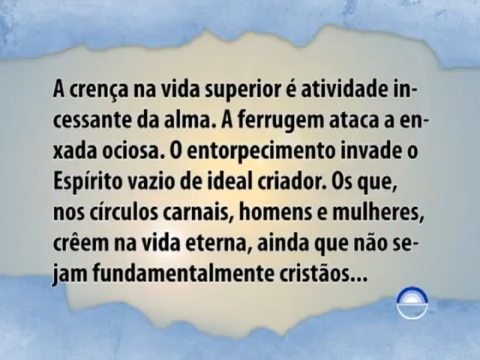 A crença na vida superior é atividade in-
cessante da alma. A ferrugem ataca a en-
xada ociosa. O entorpecimento invade o
Espírito vazio de ideal criador. Os que,
nos círculos carnais, homens e mulheres,
crêem na vida eterna, ainda que não se-
jam fundamentalmente cristãos...